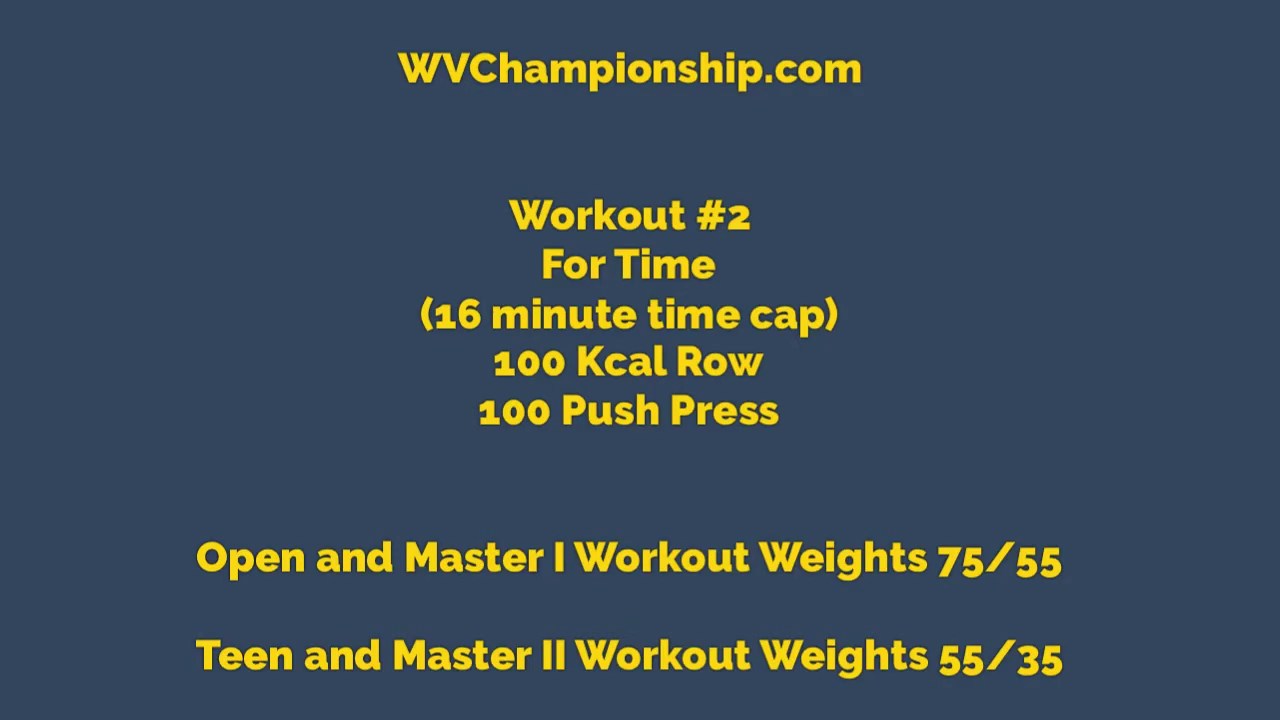 WVChampionship.com
Workout #2
For Time
(16 minute time cap)
100 Kcal Row
100 Push Press
Open and Master I Workout Weights 75/55
Teen and Master II Workout Weights 55/35